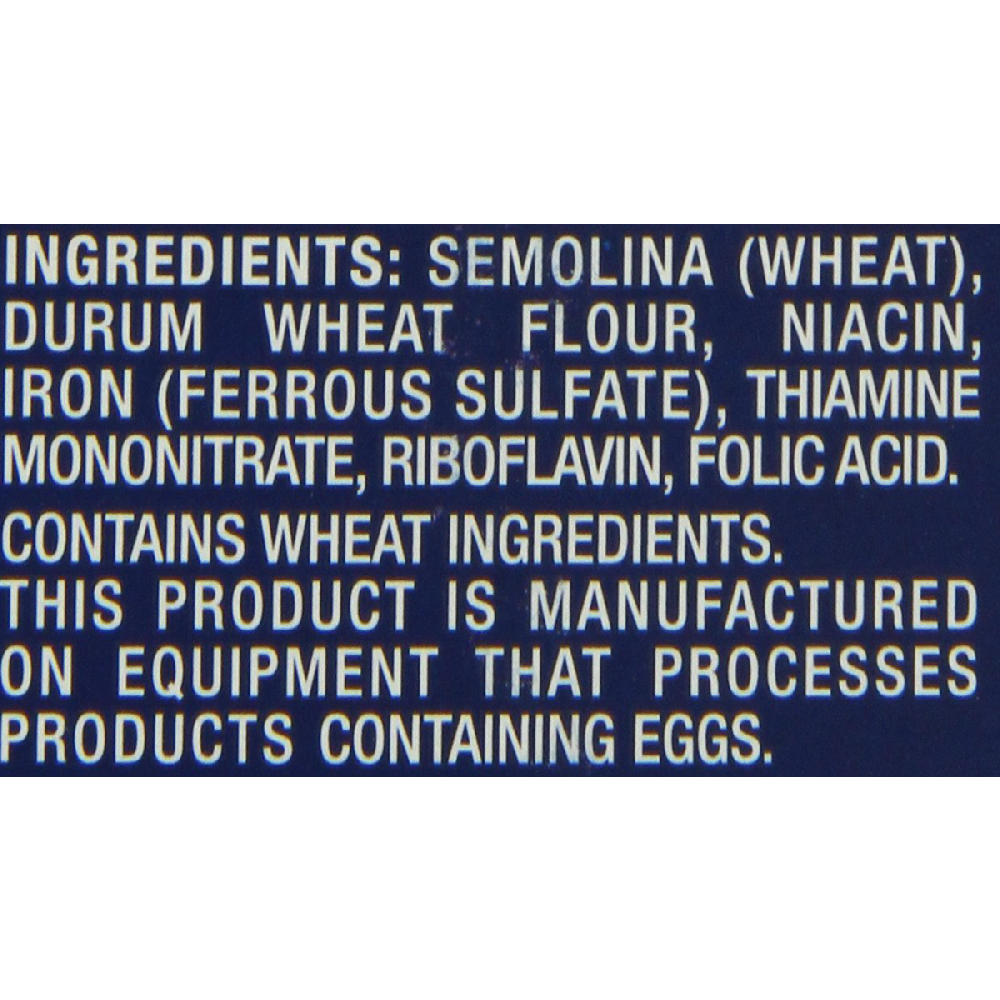 INGREDIENTS: SEMOLINA (WHEAT),
DURUM WHEAT FLOUR, NIACIN,
IRON (FERROUS SULFATE), THIAMINE
MONONITRATE, RIBOFLAVIN, FOLIC ACID.
CONTAINS WHEAT INGREDIENTS.
THIS PRODUCT IS MANUFACTURED
ON EQUIPMENT THAT PROCESSES
PRODUCTS CONTAINING EGGS.